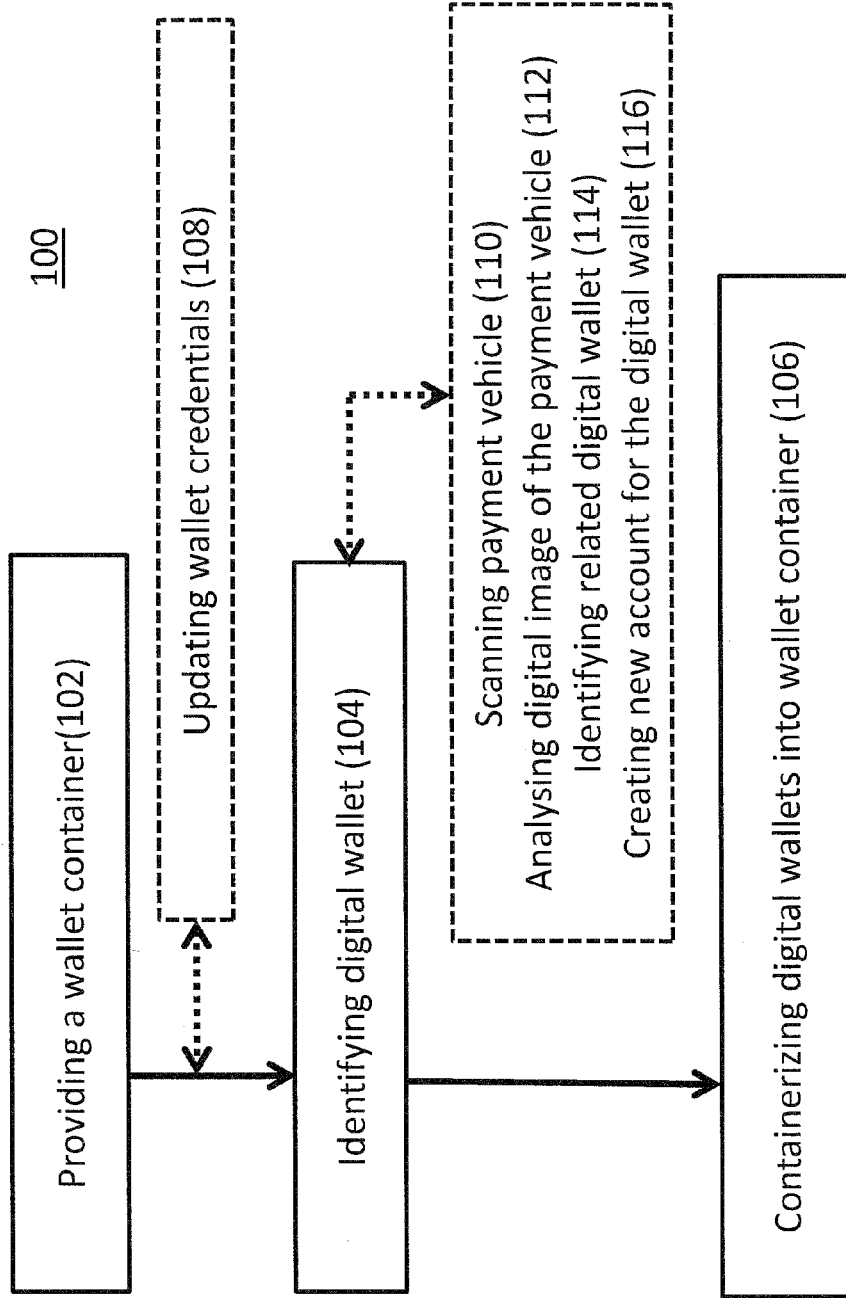 100
Providing a wallet container(102)
Updating wallet credentials (108)
Identifying digital wallet (104)
Scanning payment vehicle (110)
Analysing digital image of the payment vehicle (112)
Identifying related digital wallet (114)
Creating new account for the digital wallet (116)
Containerizing digital wallets into wallet container (106)